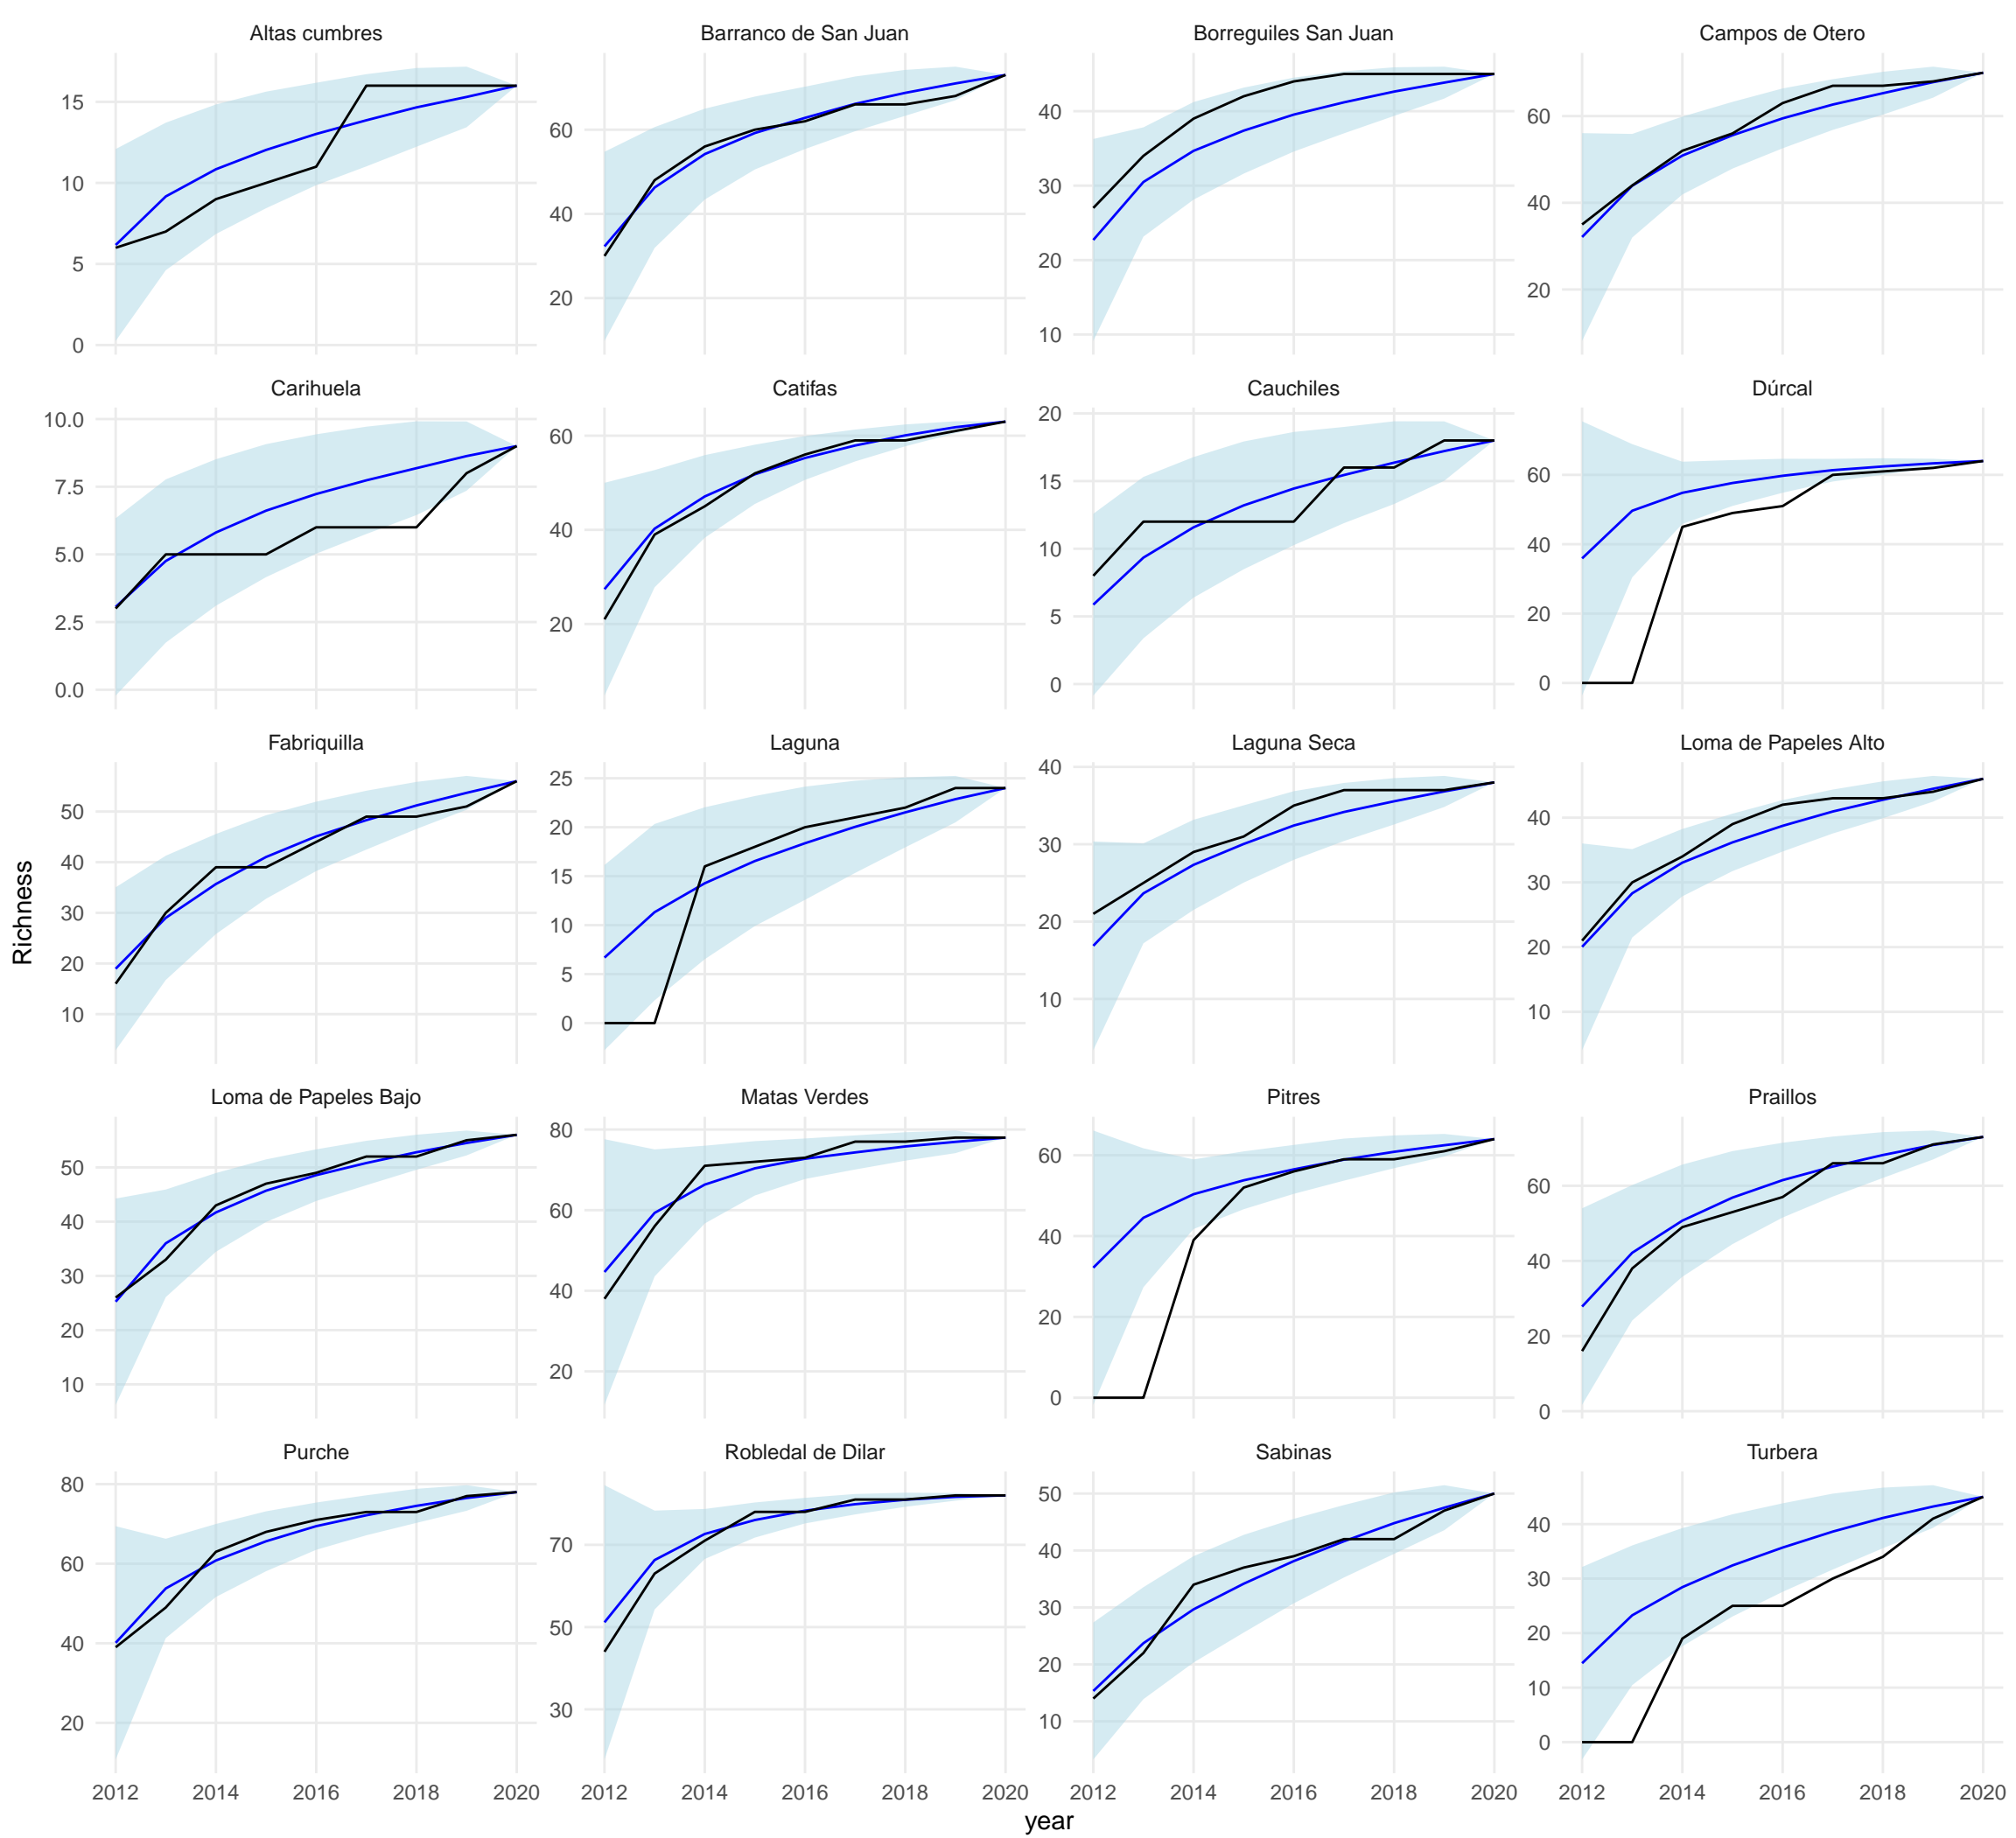 Altas cumbres Barranco de San Juan Borreguiles San Juan Campos de Otero
15 60 40 60
10 40 30 40
5 20 20 20
0 10
Carihuela Catifas Cauchiles Dúrcal
10.0 60 20 60
7.5 40 15 40
5.0 20 10 20
2.5 5 0
0.0 0
Fabriquilla Laguna Laguna Seca Loma de Papeles Alto
50 25 40 40
40 20 30 30
30 15 20 20
20 10 10 10
10 5
0
Richness
Loma de Papeles Bajo Matas Verdes Pitres Praillos
50 80 60 60
40 60 40 40
30 40 20 20
20 20 0 0
10
Purche Robledal de Dilar Sabinas Turbera
80 70 50 40
60 50 40 30
40 30 30 20
20 20 10
10 0
2012 2014 2016 2018 2020 2012 2014 2016 2018 2020 2012 2014 2016 2018 2020 2012 2014 2016 2018 2020
year